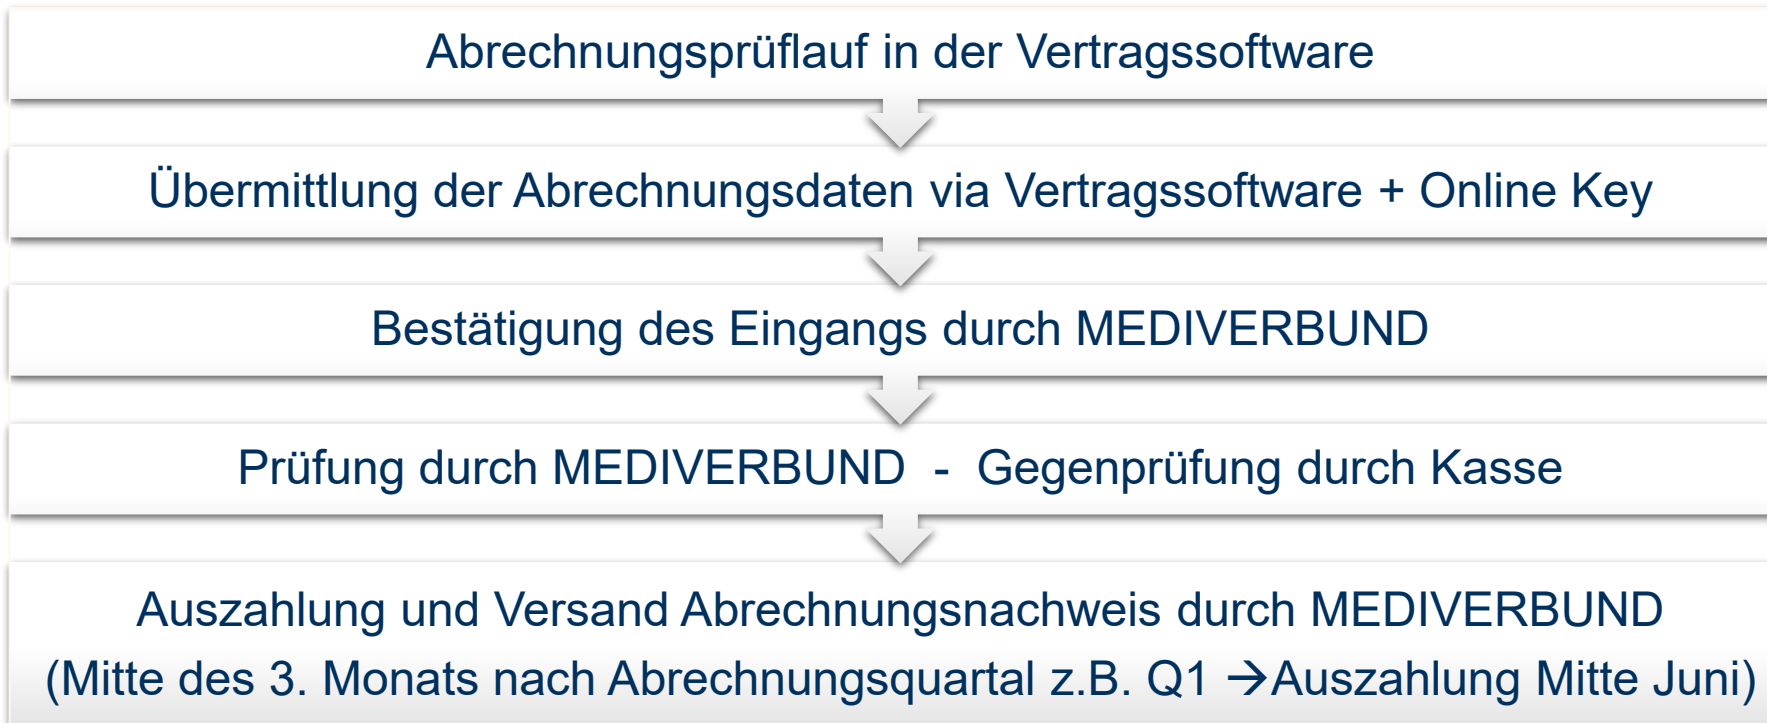 Abrechnungsprüflauf in der Vertragssoftware
Übermittlung der Abrechnungsdaten via Vertragssoftware + Online Key
Bestätigung des Eingangs durch MEDIVERBUND
Prüfung durch MEDIVERBUND - Gegenprüfung durch Kasse
Auszahlung und Versand Abrechnungsnachweis durch MEDIVERBUND
(Mitte des 3. Monats nach Abrechnungsquartal z.B. Q1 →Auszahlung Mitte Juni)